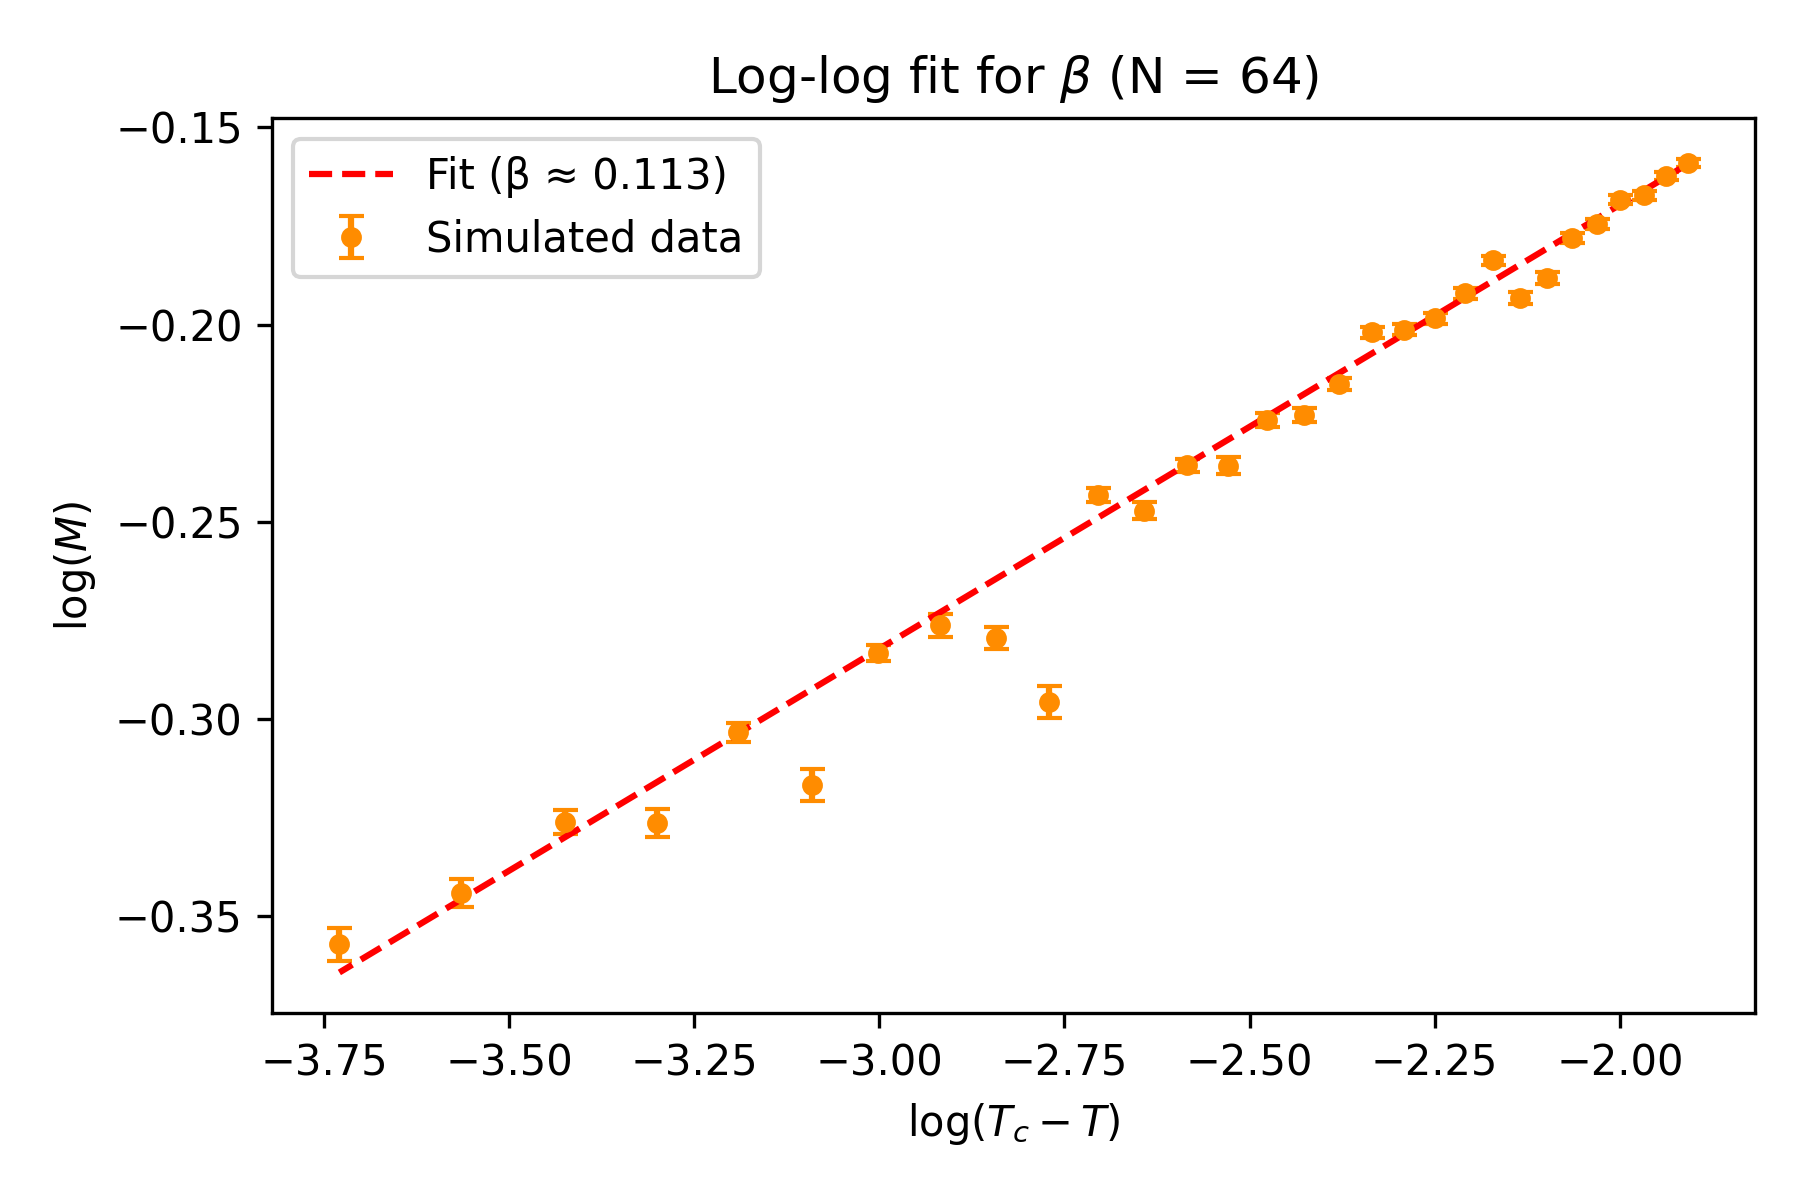 Log-log fit for β (N = 64)
Fit (β ≈ 0.113)
Simulated data
−0.15
−0.20
−0.25
−0.30
−0.35
log(M)
−3.75 −3.50 −3.25 −3.00 −2.75 −2.50 −2.25 −2.00
log(T_c − T)